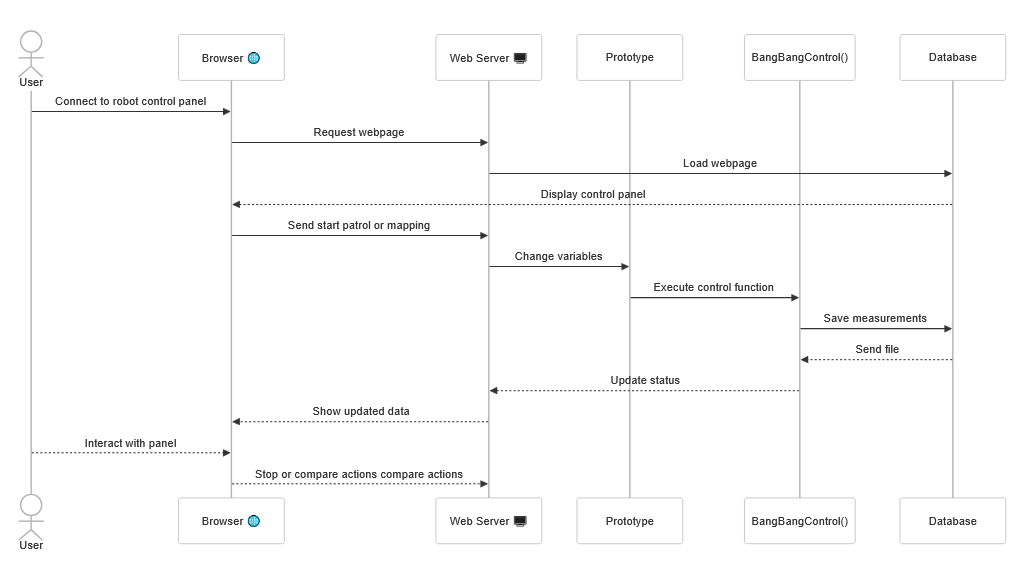 User
Browser 🌐
Web Server 🖥️
Prototype
BangBangControl()
Database
Connect to robot control panel
Request webpage
Load webpage
Display control panel
Send start patrol or mapping
Change variables
Execute control function
Save measurements
Send file
Update status
Show updated data
Interact with panel
Stop or compare actions compare actions
User
Browser 🌐
Web Server 🖥️
Prototype
BangBangControl()
Database